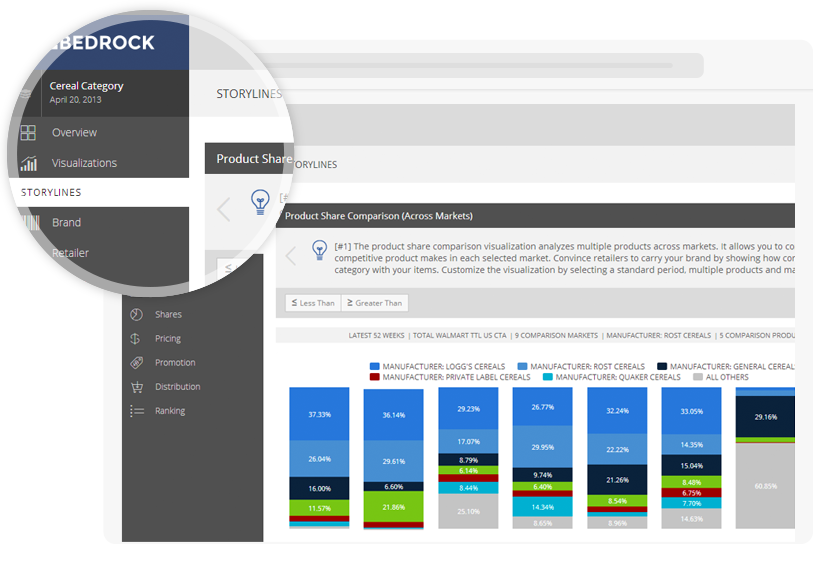 BEDROCK
Cereal Category
April 20, 2013
Overview
Visualizations
STORYLINES
Brand
Retailer
Shares
Pricing
Promotion
Distribution
Ranking
STORYLINES
Product Share
[#
≤
ORYLINES
Product Share Comparison (Across Markets)
[#1] The product share comparison visualization analyzes multiple products across markets. It allows you to co
competitive product makes in each selected market. Convince retailers to carry your brand by showing how con
category with your items. Customize the visualization by selecting a standard period, multiple products and ma
≤ Less Than ≥ Greater Than
LATEST 52 WEEKS | TOTAL WALMART TTL US CTA | 9 COMPARISON MARKETS | MANUFACTURER: ROST CEREALS | 5 COMPARISON PRODU
MANUFACTURER: LOGG'S CEREALS MANUFACTURER: ROST CEREALS MANUFACTURER: GENERAL CEREAL
MANUFACTURER: PRIVATE LABEL CEREALS MANUFACTURER: QUAKER CEREALS ALL OTHERS
37.33% 36.14% 29.23% 26.77% 32.24% 33.05% 29.16%
26.04% 29.61% 17.07% 29.95% 22.22% 14.35%
16.00% 6.60% 8.79% 9.74% 21.26% 15.04%
11.57% 21.86% 6.14% 6.40% 8.54% 8.48%
6.75%
8.44% 14.34% 7.70%
25.10% 8.65% 8.96% 14.63% 60.85%